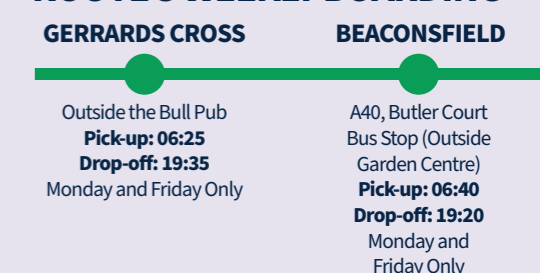 GERRARDS CROSS
Outside the Bull Pub
Pick-up: 06:25
Drop-off: 19:35
Monday and Friday Only
BEACONSFIELD
A40, Butler Court
Bus Stop (Outside
Garden Centre)
Pick-up: 06:40
Drop-off: 19:20
Monday and
Friday Only